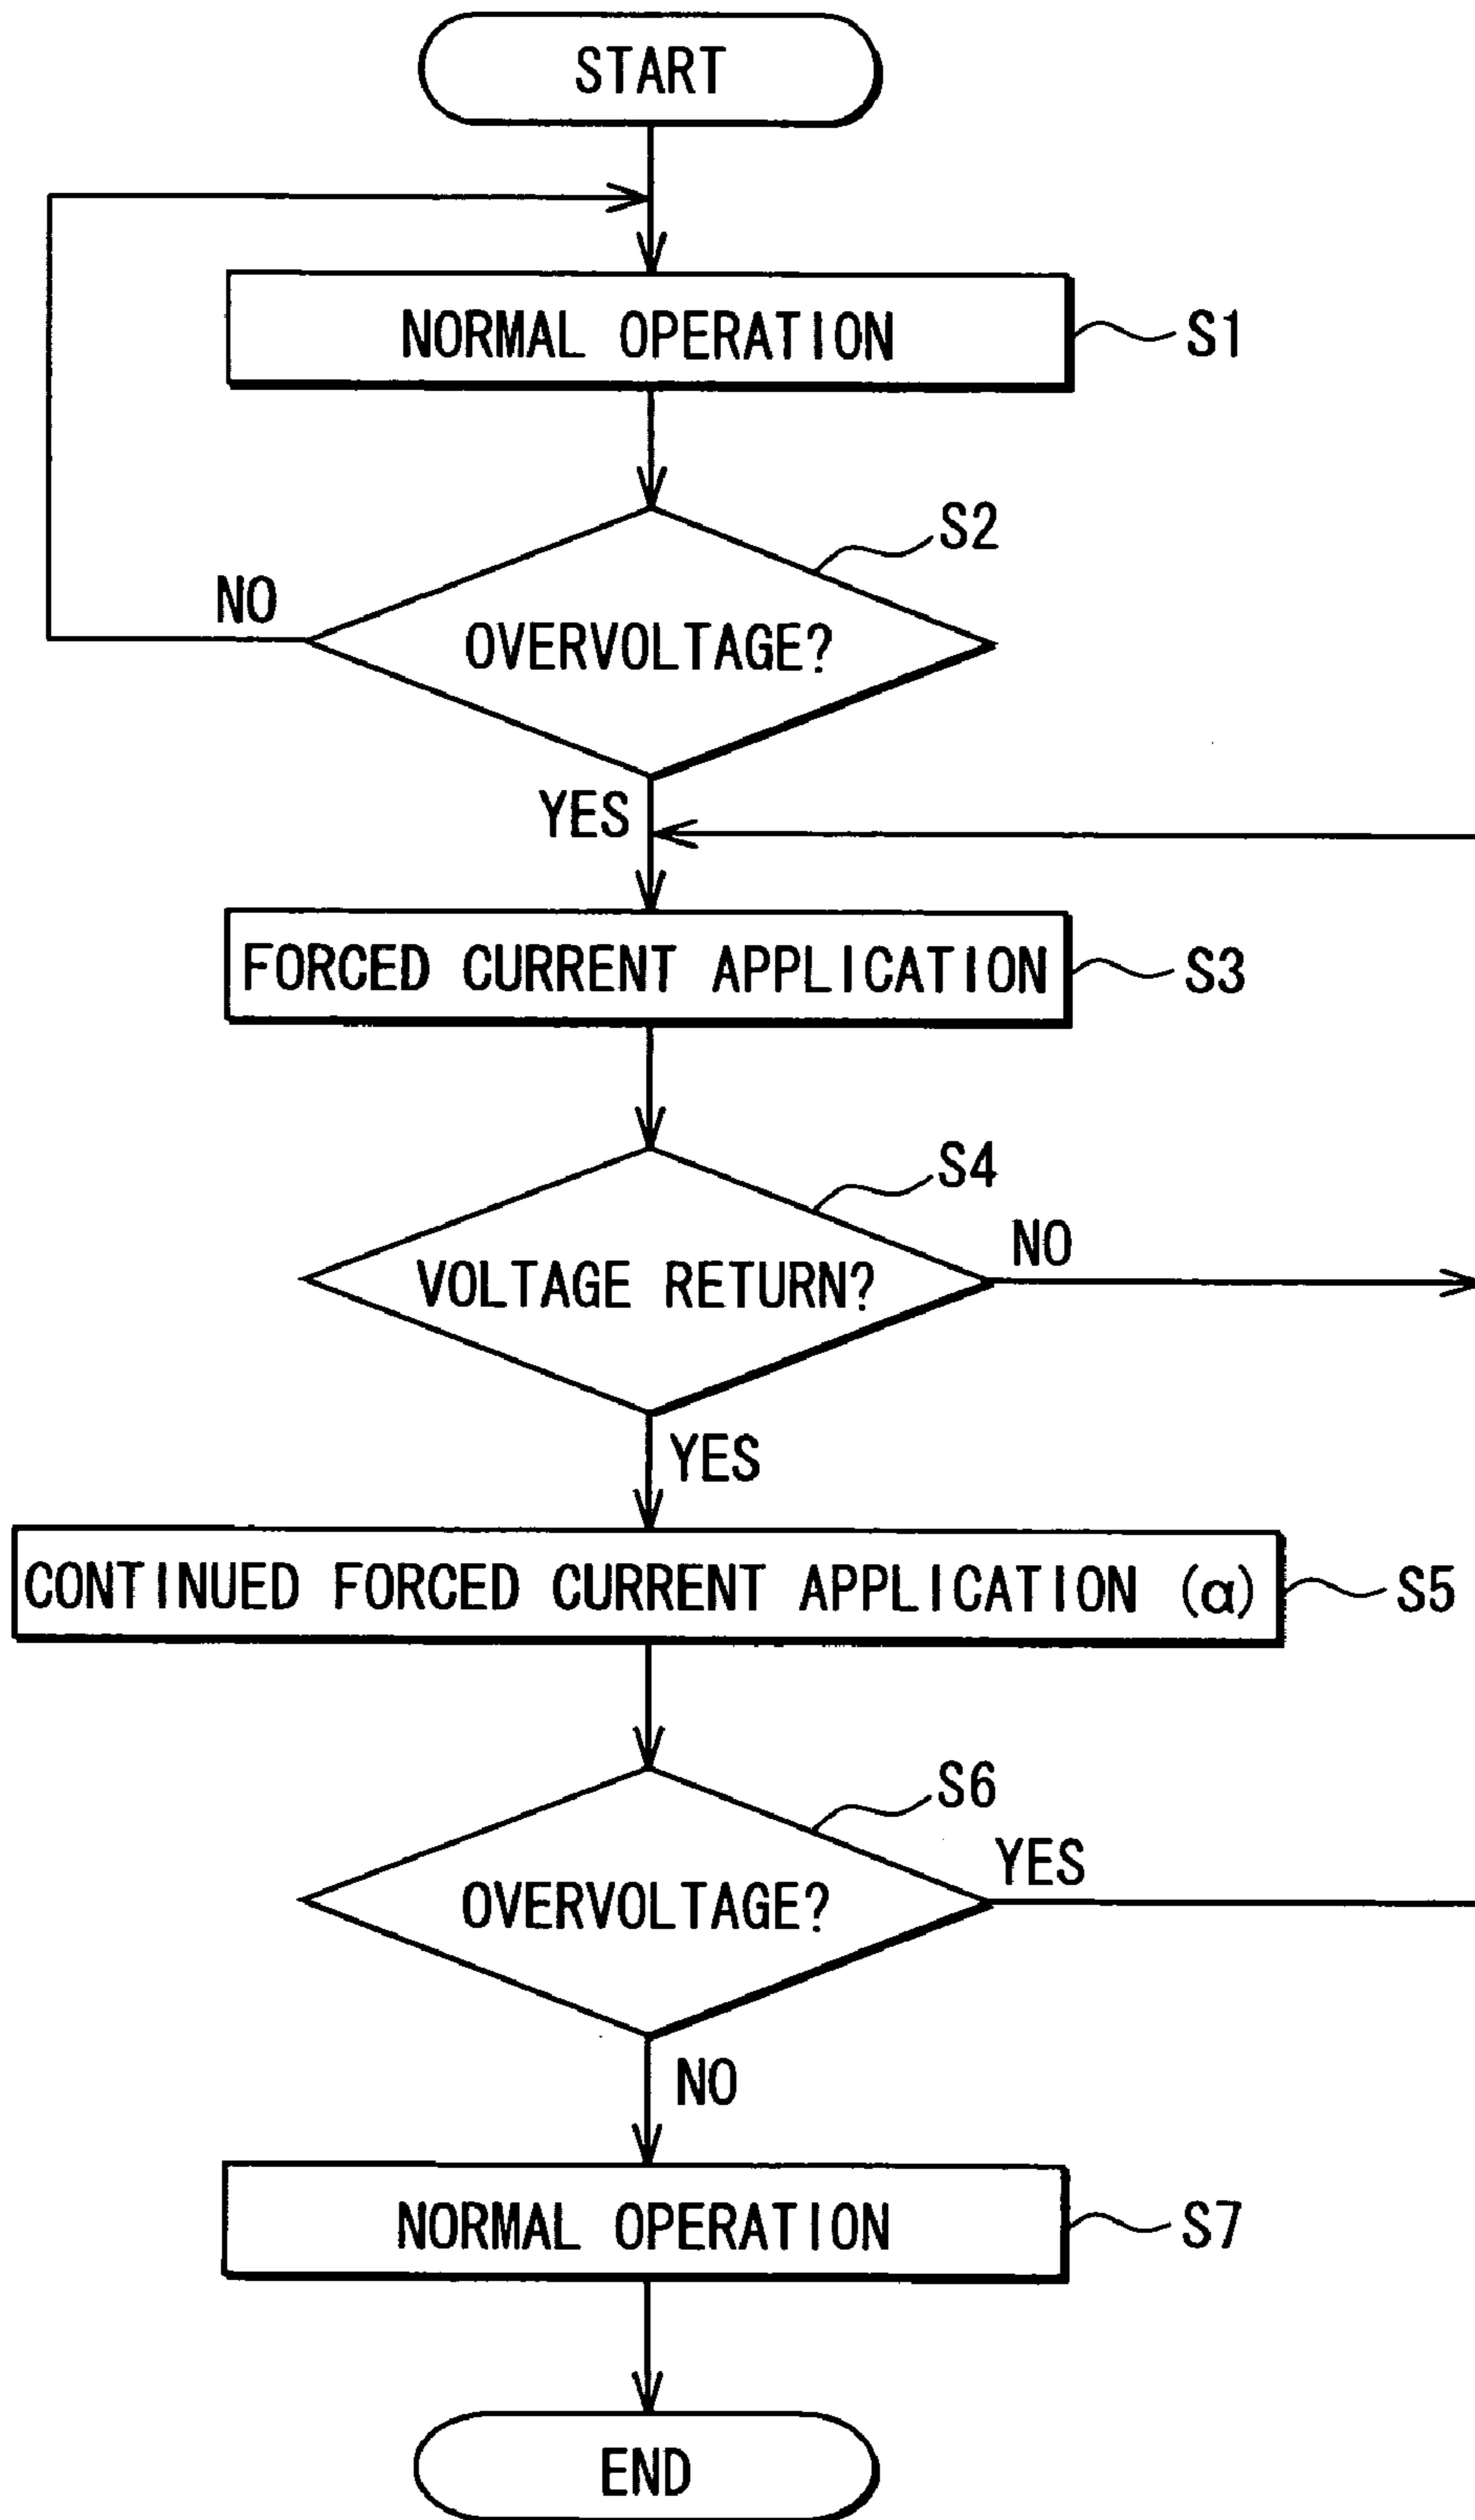 START
NORMAL OPERATION
S1
S2
NO
OVERVOLTAGE?
YES
FORCED CURRENT APPLICATION
S3
S4
NO
VOLTAGE RETURN?
YES
CONTINUED FORCED CURRENT APPLICATION (α)
S5
S6
YES
OVERVOLTAGE?
NO
NORMAL OPERATION
S7
END